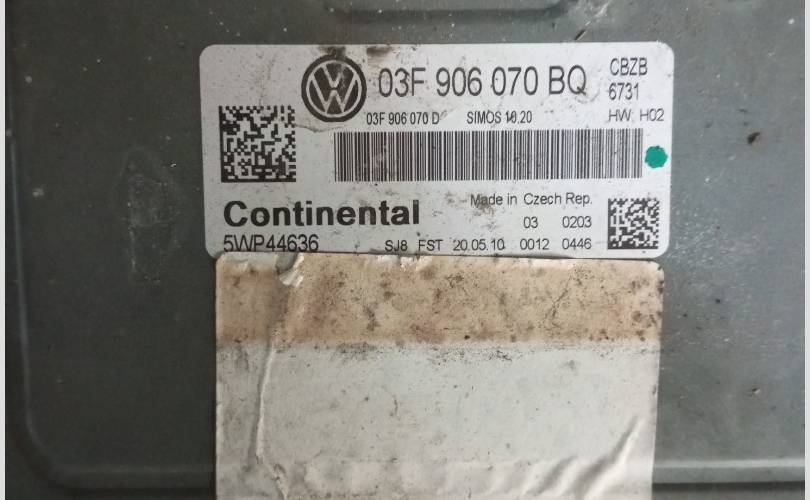 03F 906 070 BQ CBZB
6731
03F 906 070 D SIMOS 10.20 HW H02
Continental Made in Czech Rep.
03 0203
5WP44636 SJ8 FST 20.05.10 0012 0446